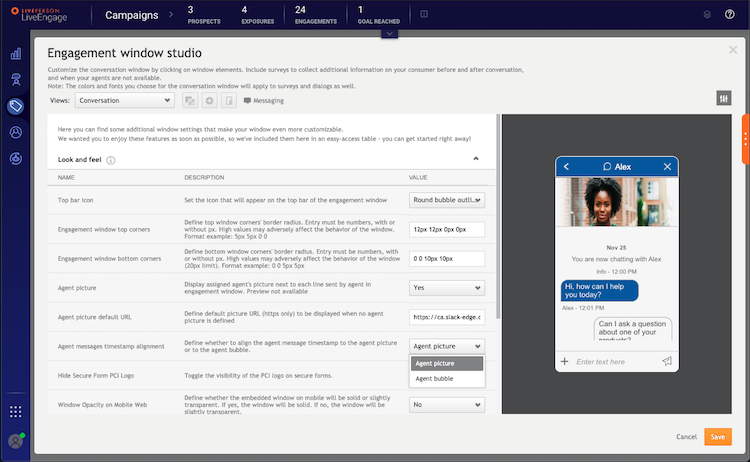 LIVEPERSON
LiveEngage
Campaigns
3
PROSPECTS
4
EXPOSURES
24
ENGAGEMENTS
1
GOAL REACHED
Engagement window studio
Customize the conversation window by clicking on window elements. Include surveys to collect additional information on your consumer before and after conversation,
and when your agents are not available.
Note: The colors and fonts you choose for the conversation window will apply to surveys and dialogs as well.
Views:
Conversation
Messaging
Here you can find some additional window settings that make your window even more customizable.
We wanted you to enjoy these features as soon as possible, so we've included them here in an easy-access table - you can get started right away!
Look and feel
NAME
DESCRIPTION
VALUE
Top bar icon
Set the icon that will appear on the top bar of the engagement window
Round bubble outli...
Engagement window top corners
Define top window corners' border radius. Entry must be numbers, with or
without px. High values may adversely affect the behavior of the window.
Format example: 5px 5px 0 0
12px 12px 0px 0px
Engagement window bottom corners
Define bottom window corners' border radius. Entry must be numbers, with
or without px. High values may adversely affect the behavior of the window
(20px limit). Format example: 0 0 5px 5px
0 0 10px 10px
Agent picture
Display assigned agent's picture next to each line sent by agent in
engagement window. Preview not available
Yes
Agent picture default URL
Define default picture URL (https only) to be displayed when no agent
picture is defined
https://ca.slack-edge.c
Agent messages timestamp alignment
Define whether to align the agent message timestamp to the agent picture
or to the agent bubble.
Agent picture
Agent picture
Agent bubble
Hide Secure Form PCI Logo
Toggle the visibility of the PCI logo on secure forms.
Window Opacity on Mobile Web
Define whether the embedded window on mobile will be solid or slightly
transparent. If yes, the window will be solid. If no, the window will be
slightly transparent.
No
Alex
Nov 25
You are now chatting with Alex
Info - 12:00 PM
Hi, how can I help
you today?
Alex - 12:01 PM
Can I ask a question
about one of your
products?
Enter text here
Cancel
Save